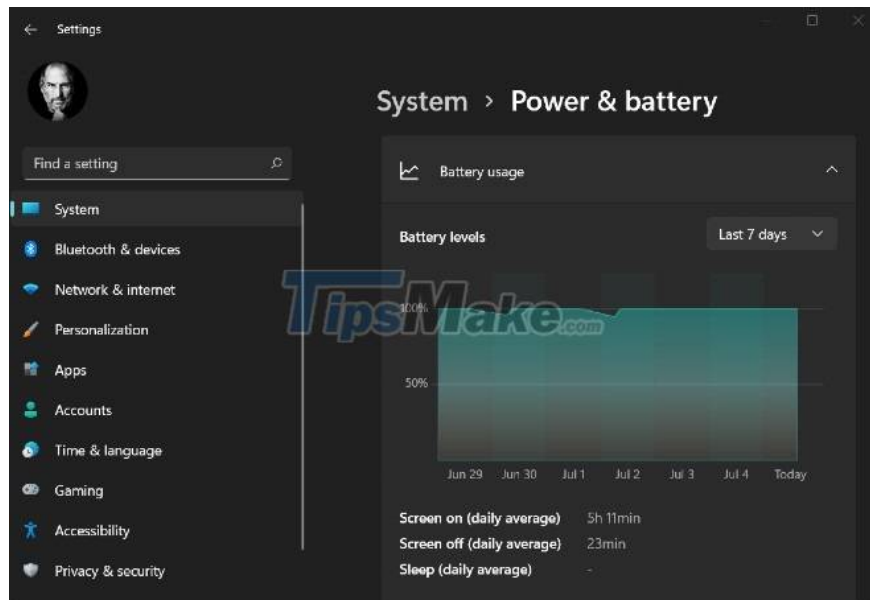 Settings
System > Power & battery
Find a setting
System
Bluetooth & devices
Network & internet
Personalization
Apps
Accounts
Time & language
Gaming
Accessibility
Privacy & security
Battery usage
Battery levels
Last 7 days
TipsMake.com
100%
50%
Jun 29 Jun 30 Jul 1 Jul 2 Jul 3 Jul 4 Today
Screen on (daily average) 5h 11min
Screen off (daily average) 23min
Sleep (daily average) -